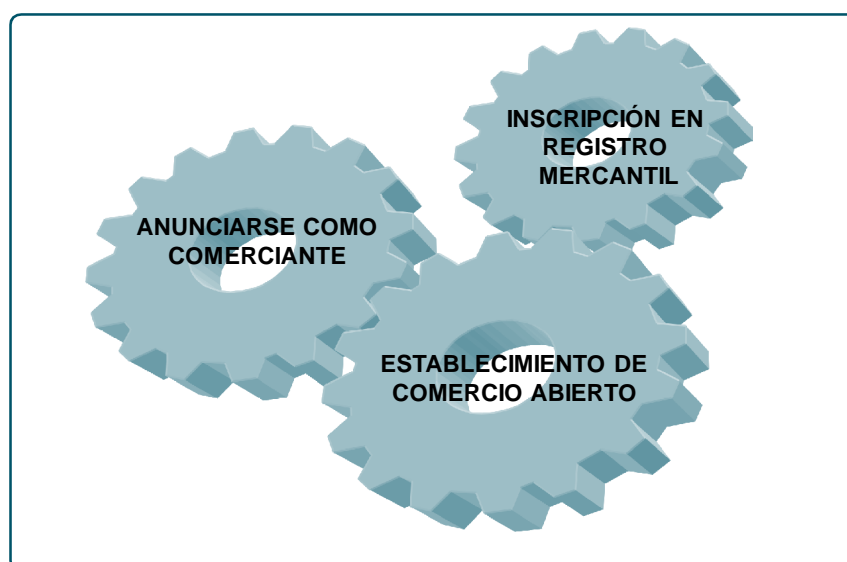 INSCRIPCIÓN EN
REGISTRO
MERCANTIL
ANUNCIARSE COMO
COMERCIANTE
ESTABLECIMIENTO DE
COMERCIO ABIERTO